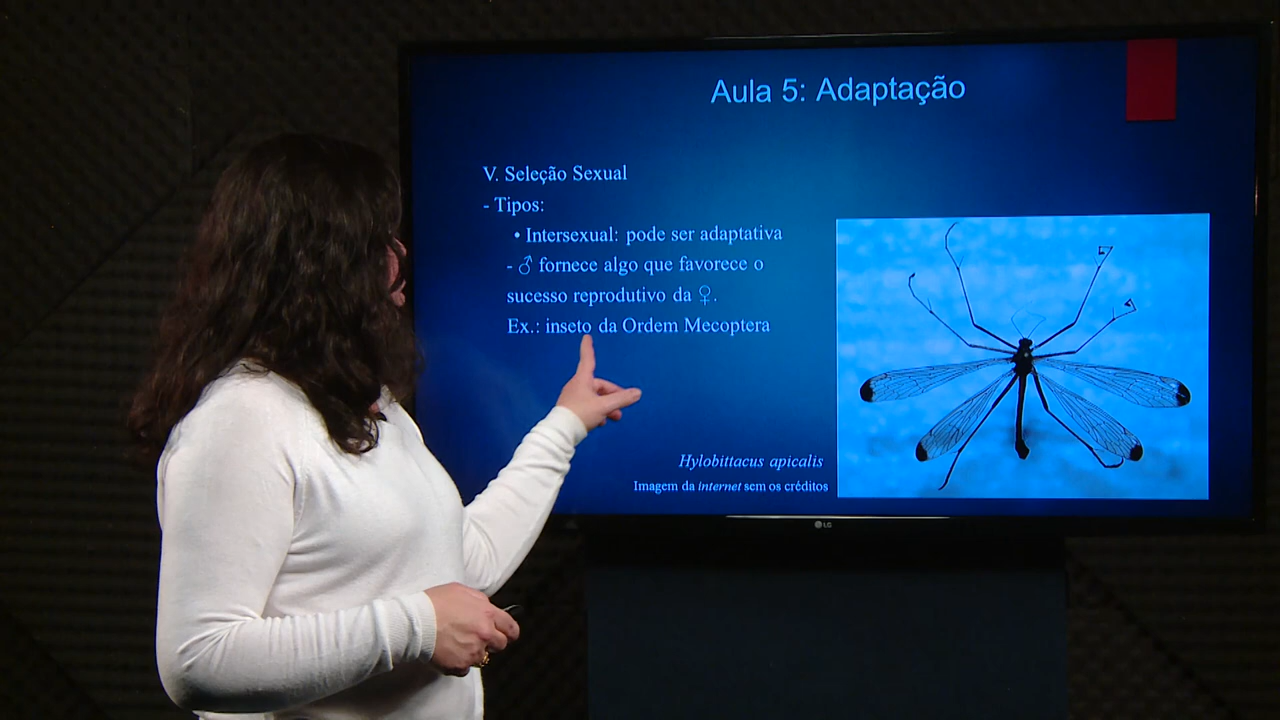 Aula 5: Adaptação
V. Seleção Sexual
- Tipos:
• Intersexual: pode ser adaptativa
- ♂ fornece algo que favorece o
sucesso reprodutivo da ♀.
Ex.: inseto da Ordem Mecoptera
Hylobittacus apicalis
Imagem da internet sem os créditos
LG